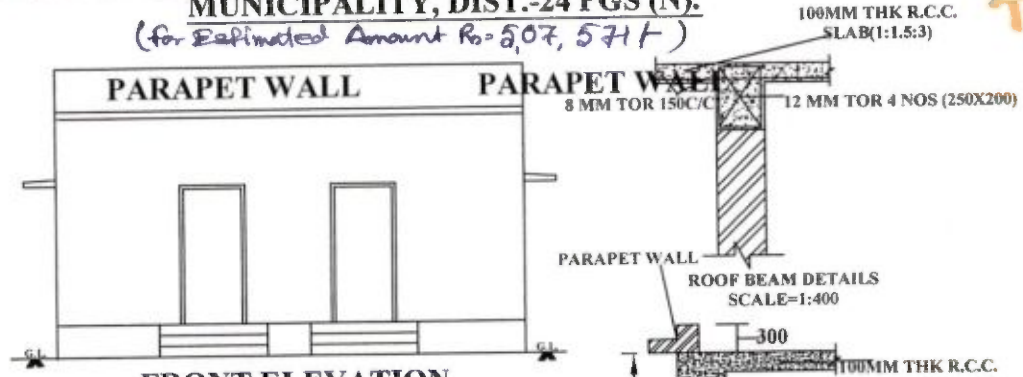 MUNICIPALITY, DIST.-24 PGS (N).
(for Estimated Amount Rs=5,07,571/-)
PARAPET WALL
PARAPET WALL
100MM THK R.C.C.
SLAB(1:1.5:3)
8 MM TOR 150C/C
12 MM TOR 4 NOS (250X200)
PARAPET WALL
ROOF BEAM DETAILS
SCALE=1:400
300
G.L.
G.L.
100MM THK R.C.C.
FRONT ELEVATION